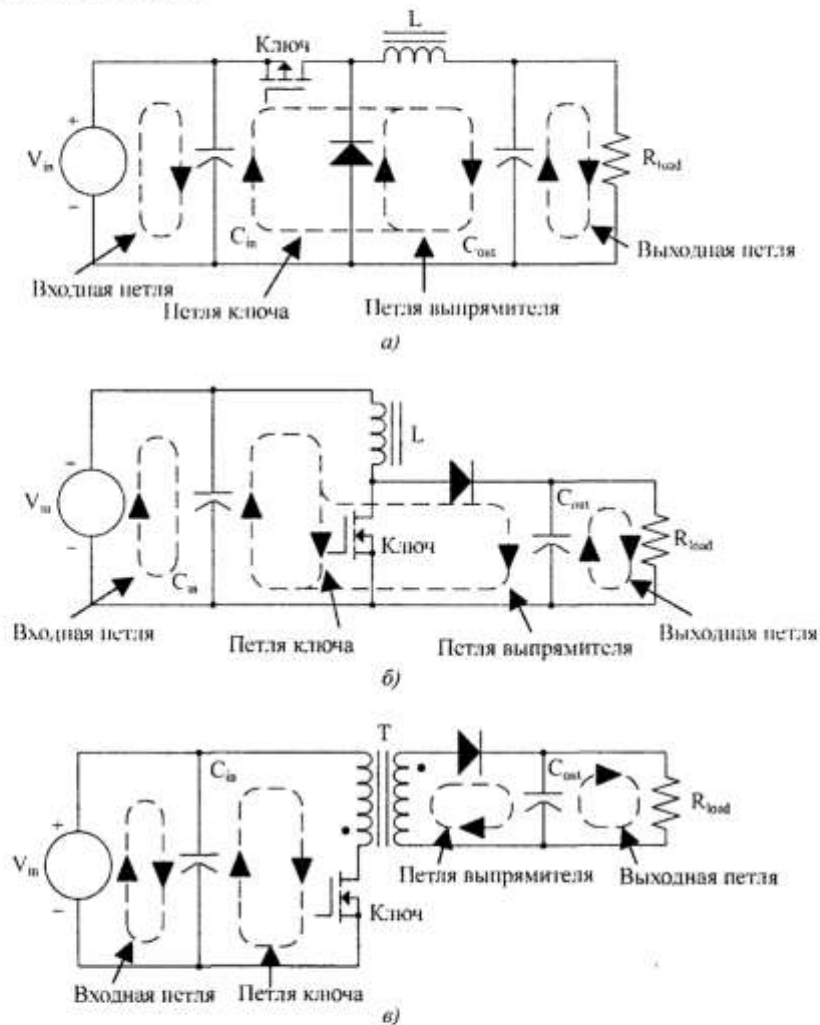 L
Ключ
+
V_in
−
C_in
C_out
R_load
Входная петля
Выходная петля
Петля ключа
Петля выпрямителя
а)
L
−
V_in
−
C_in
Ключ
C_out
R_load
Входная петля
Петля ключа
Петля выпрямителя
Выходная петля
б)
T
C_in
C_out
R_load
+
V_in
−
Петля выпрямителя
Выходная петля
Ключ
Входная петля
Петля ключа
в)